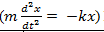 (m d²x/dt² = -kx)